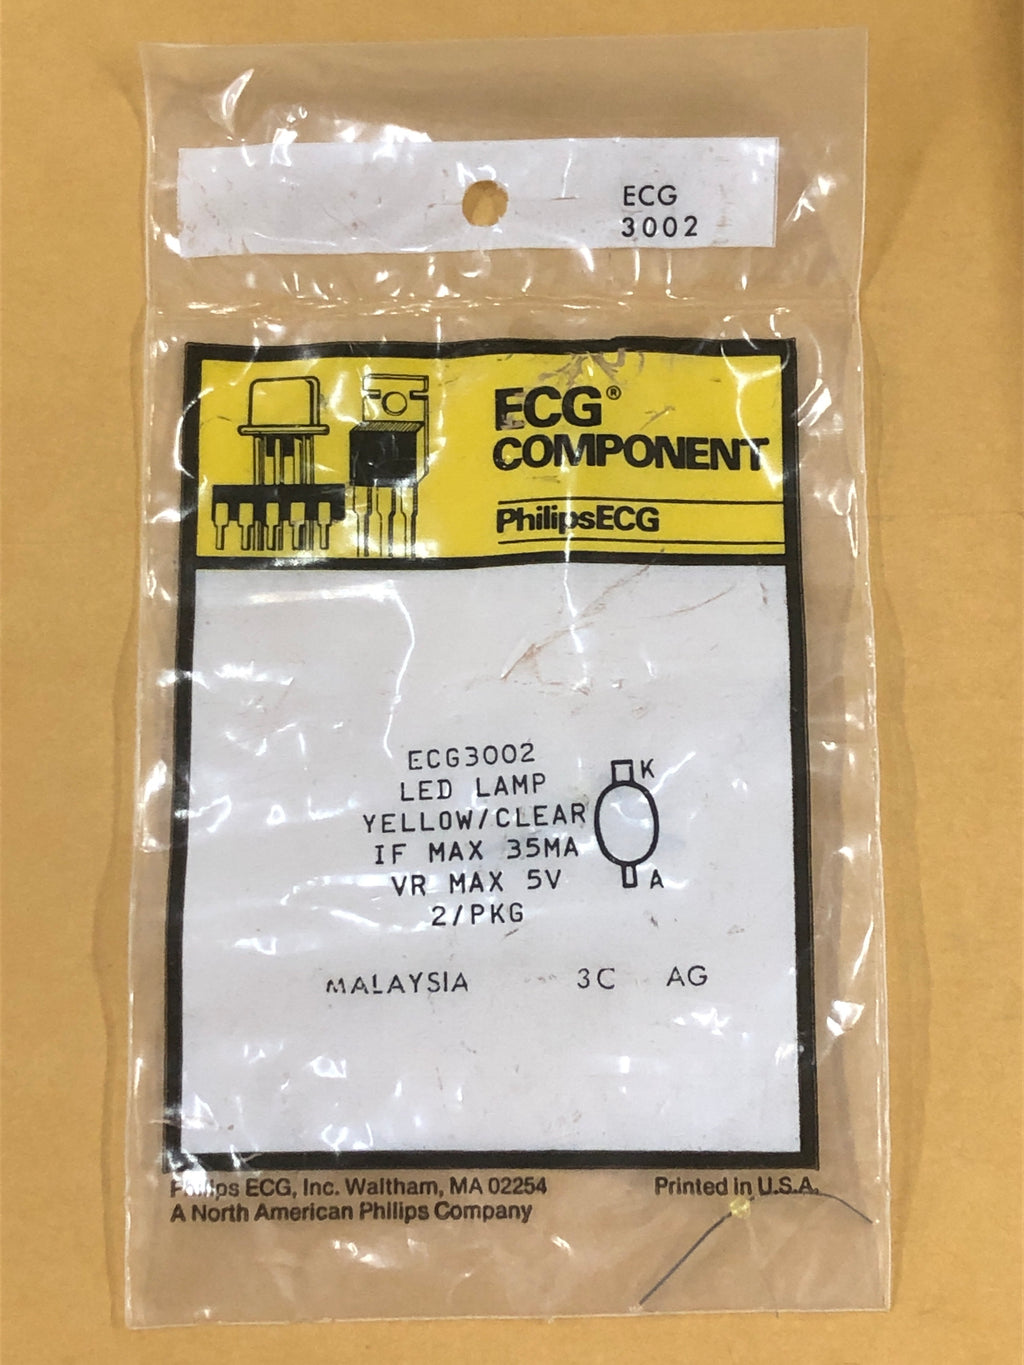 ECG
3002
ECG®
COMPONENT
PhilipsECG
ECG3002
LED LAMP
YELLOW/CLEAR
IF MAX 35MA
VR MAX 5V
2/PKG
K
A
MALAYSIA 3C AG
Philips ECG, Inc. Waltham, MA 02254
A North American Philips Company
Printed in U.S.A.